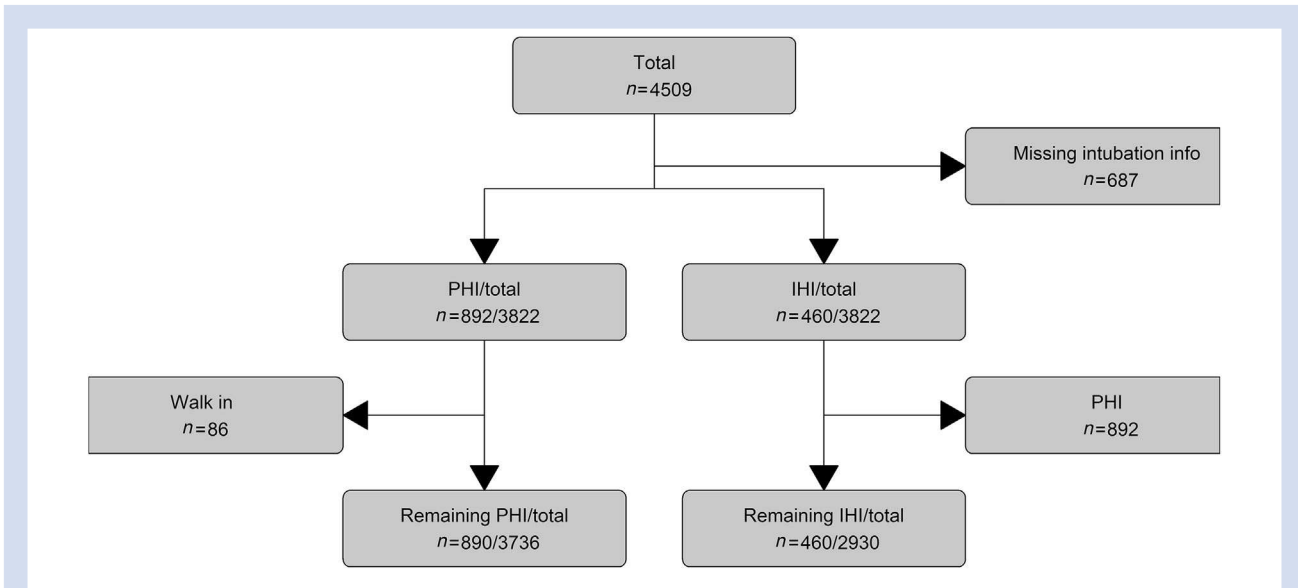 Total
n=4509
Missing intubation info
n=687
PHI/total
n=892/3822
IHI/total
n=460/3822
Walk in
n=86
PHI
n=892
Remaining PHI/total
n=890/3736
Remaining IHI/total
n=460/2930